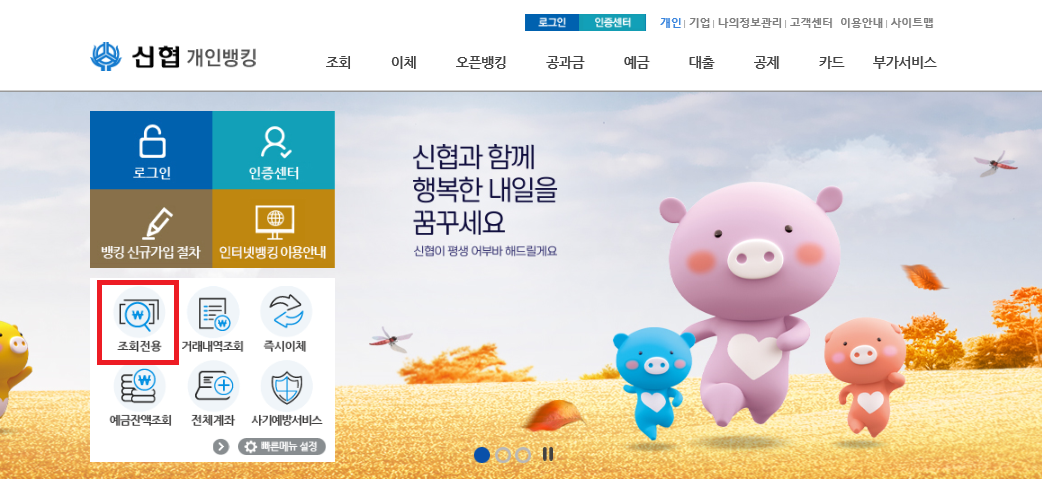 로그인 인증센터 개인 | 기업 | 나의정보관리 | 고객센터 이용안내 | 사이트맵
신협 개인뱅킹
조회 이체 오픈뱅킹 공과금 예금 대출 공제 카드 부가서비스
로그인 인증센터
뱅킹 신규가입 절차 인터넷뱅킹 이용안내
신협과 함께
행복한 내일을
꿈꾸세요
신협이 평생 어부바 해드릴게요
조회전용 거래내역조회 즉시이체
예금잔액조회 전체계좌 사기예방서비스
빠른메뉴 설정